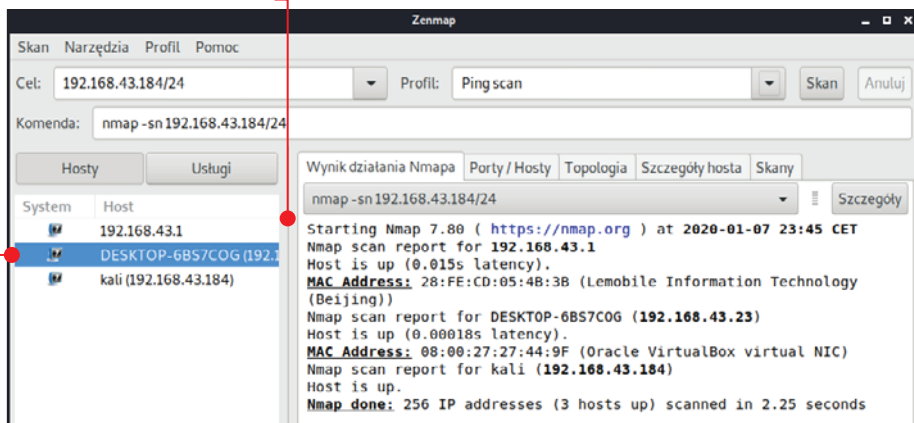 Zenmap
Skan Narzędzia Profil Pomoc
Cel: 192.168.43.184/24 Profil: Ping scan Skan Anuluj
Komenda: nmap -sn 192.168.43.184/24
Hosty Usługi
System Host
192.168.43.1
DESKTOP-6BS7COG (192.1
kali (192.168.43.184)
Wynik działania Nmapa Porty / Hosty Topologia Szczegóły hosta Skany
nmap -sn 192.168.43.184/24 Szczegóły
Starting Nmap 7.80 ( https://nmap.org ) at 2020-01-07 23:45 CET
Nmap scan report for 192.168.43.1
Host is up (0.015s latency).
MAC Address: 28:FE:CD:05:4B:3B (Lemobile Information Technology
(Beijing))
Nmap scan report for DESKTOP-6BS7COG (192.168.43.23)
Host is up (0.00018s latency).
MAC Address: 08:00:27:27:44:9F (Oracle VirtualBox virtual NIC)
Nmap scan report for kali (192.168.43.184)
Host is up.
Nmap done: 256 IP addresses (3 hosts up) scanned in 2.25 seconds